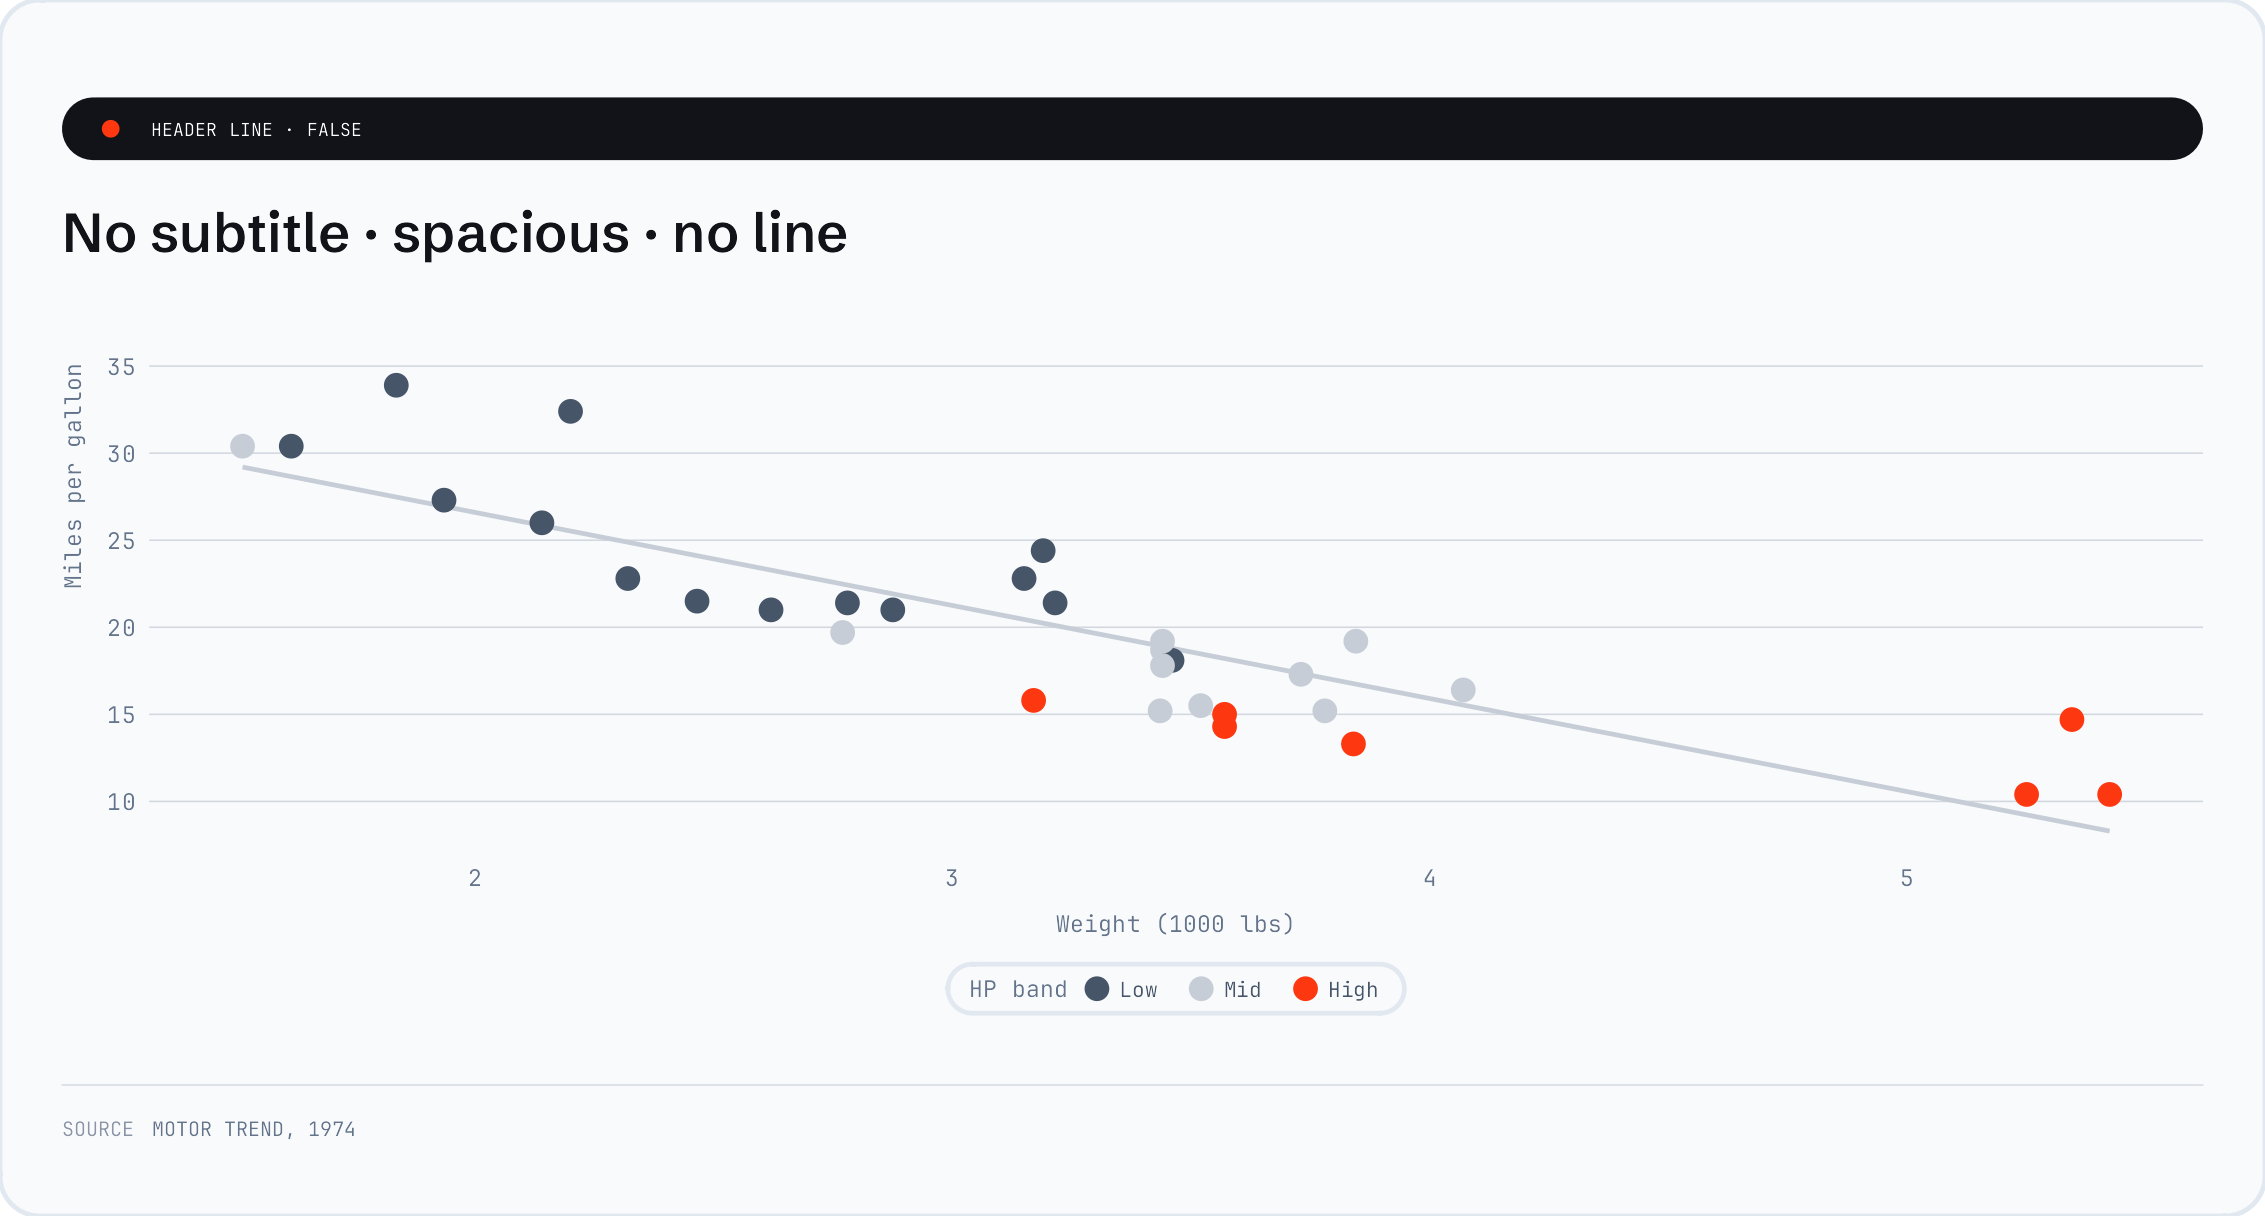 HEADER LINE · FALSE
No subtitle · spacious · no line
Miles per gallon
35
30
25
20
15
10
2 3 4 5
Weight (1000 lbs)
HP band Low Mid High
SOURCE MOTOR TREND, 1974